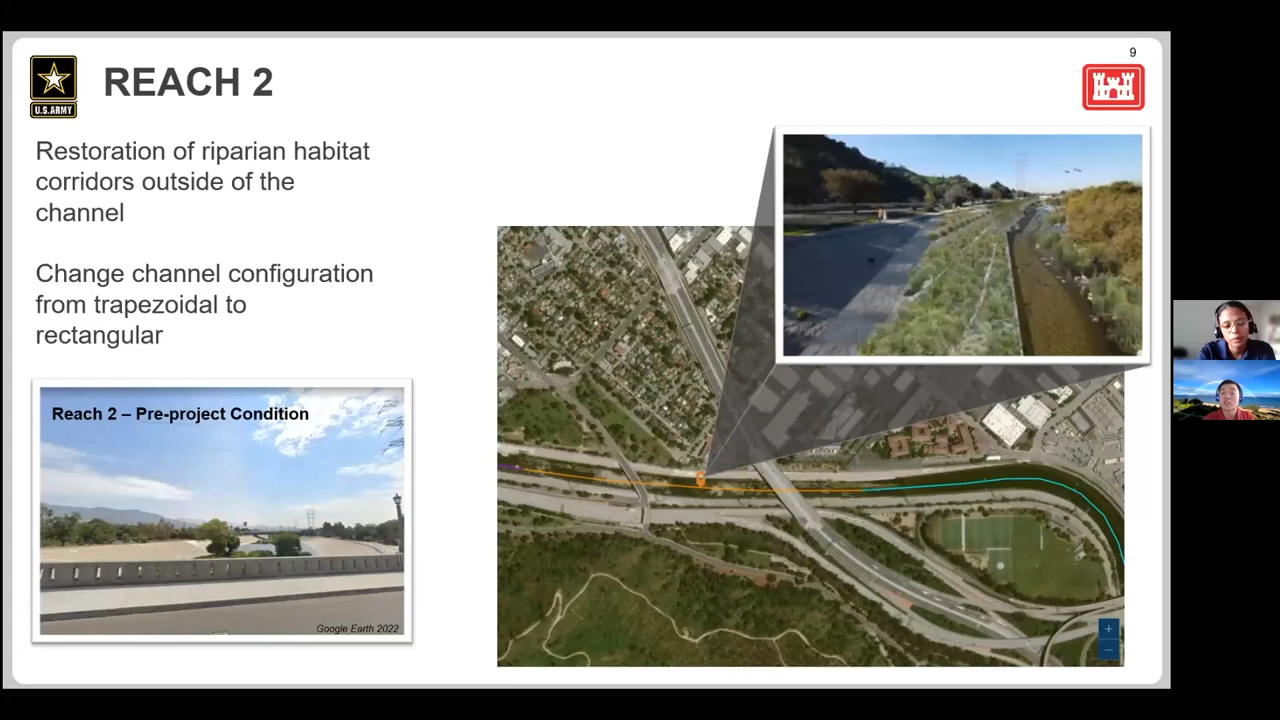 9
U.S.ARMY
REACH 2
Restoration of riparian habitat
corridors outside of the
channel
Change channel configuration
from trapezoidal to
rectangular
Reach 2 – Pre-project Condition
Google Earth 2022
+
−